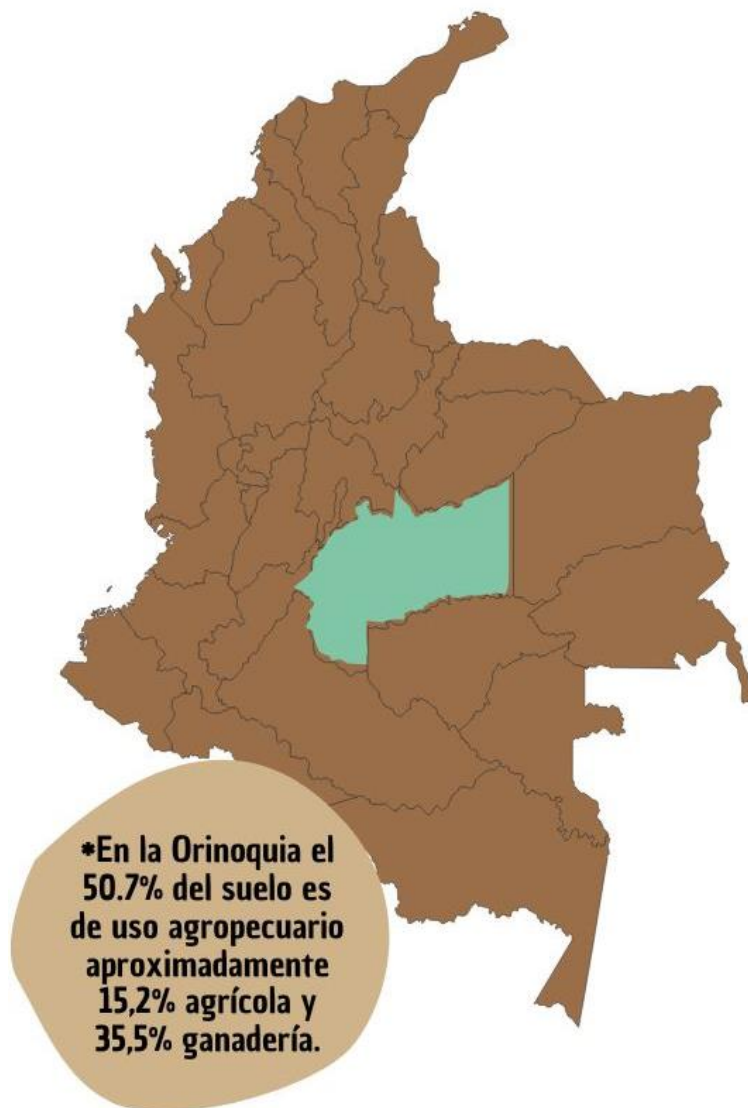 *En la Orinoquia el
50.7% del suelo es
de uso agropecuario
aproximadamente
15,2% agrícola y
35,5% ganadería.